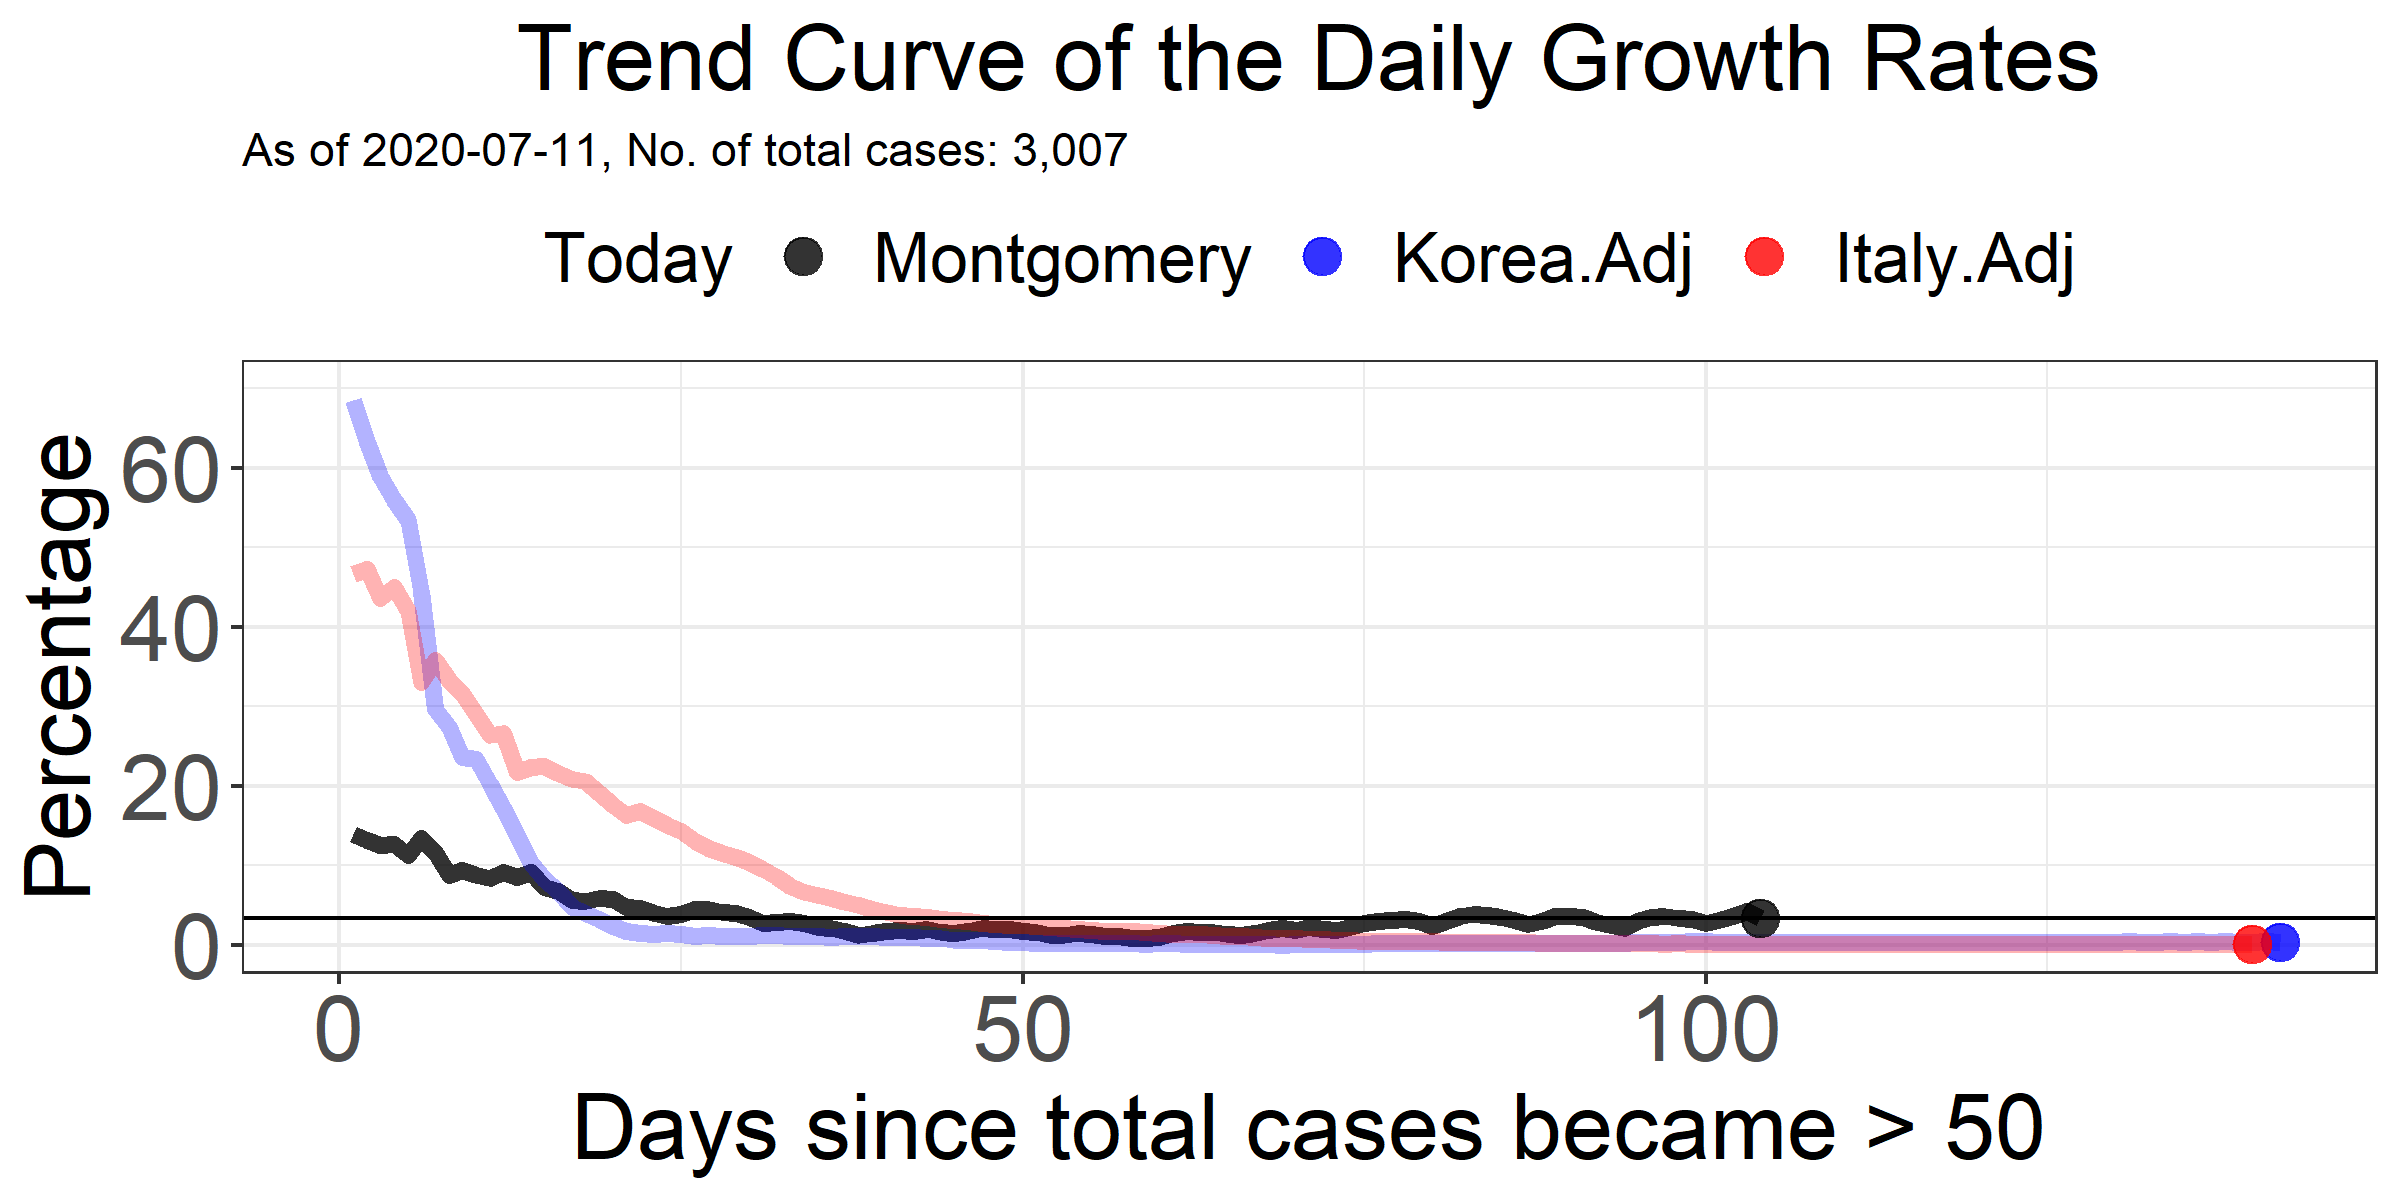 Trend Curve of the Daily Growth Rates
As of 2020-07-11, No. of total cases: 3,007
Today Montgomery Korea.Adj Italy.Adj
Percentage
60
40
20
0
0 50 100
Days since total cases became > 50